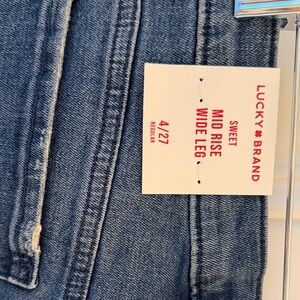 LUCKY BRAND
SWEET
MID RISE
WIDE LEG
4/27
REGULAR